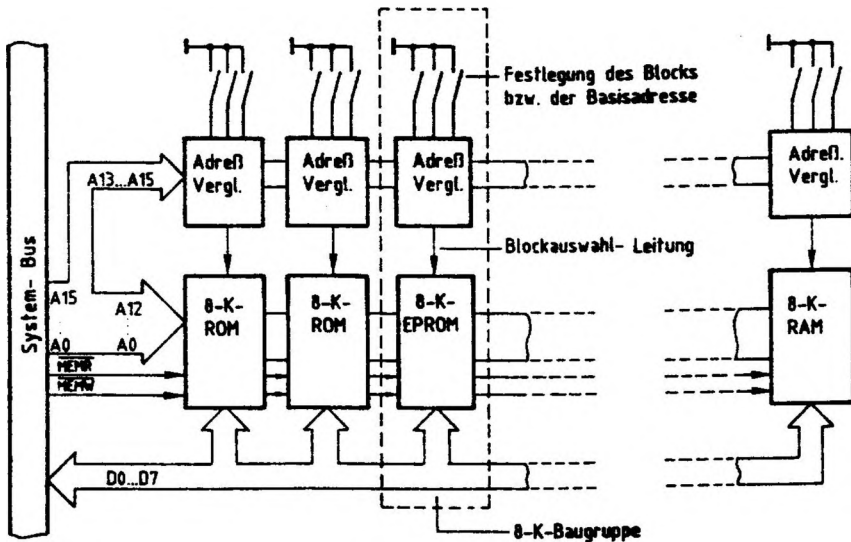 Festlegung des Blocks
bzw. der Basisadresse
Adreß
Vergl.
Adreß
Vergl.
Adreß
Vergl.
Adreß.
Vergl.
A13...A15
Blockauswahl-Leitung
System-Bus
A15
A12
A0
A0
8-K-
ROM
8-K-
ROM
8-K-
EPROM
8-K-
RAM
MEMR
MEMW
D0...D7
8-K-Baugruppe